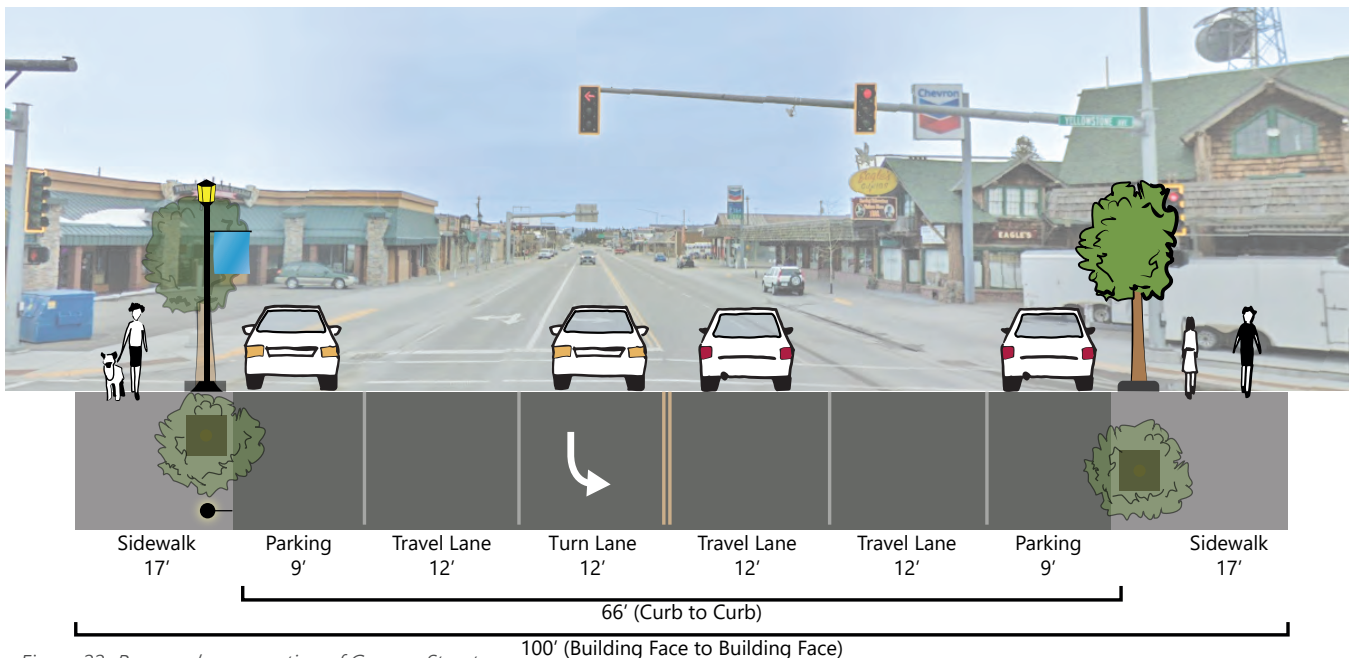 Chevron
YELLOWSTONE AVE
EAGLE'S
Sidewalk
17'
Parking
9'
Travel Lane
12'
Turn Lane
12'
Travel Lane
12'
Travel Lane
12'
Parking
9'
Sidewalk
17'
66' (Curb to Curb)
100' (Building Face to Building Face)